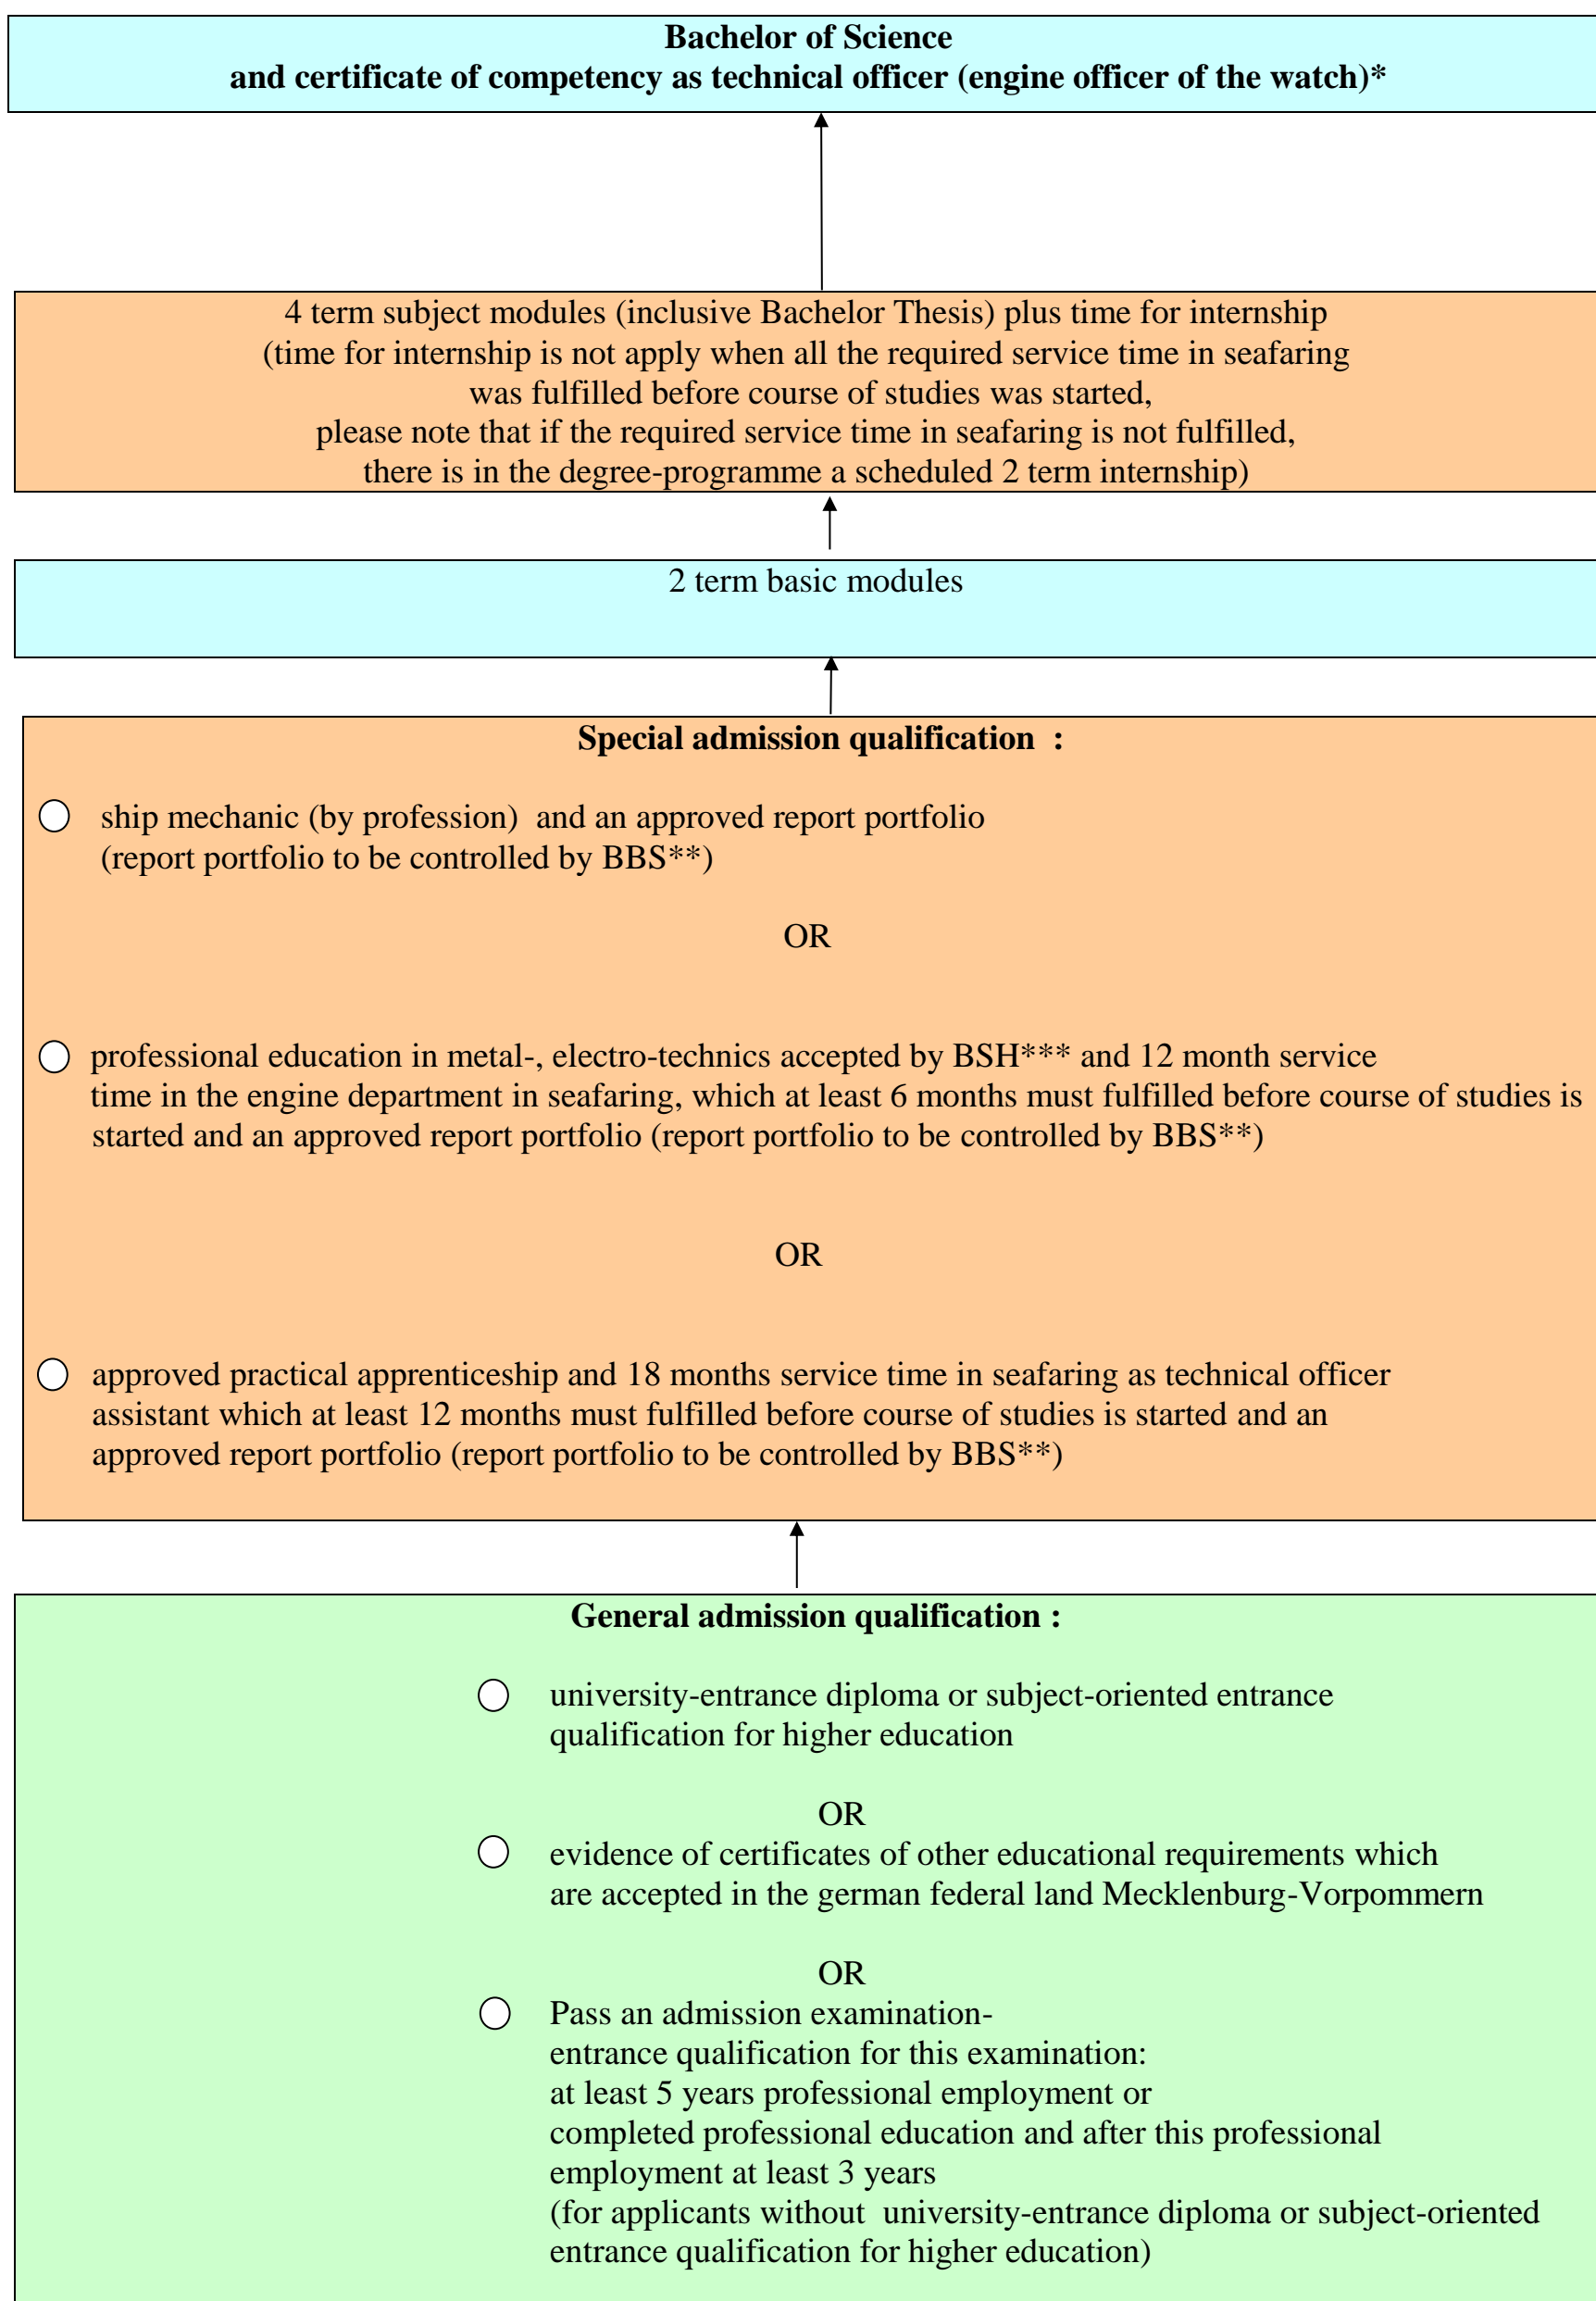 Bachelor of Science
and certificate of competency as technical officer (engine officer of the watch)*
4 term subject modules (inclusive Bachelor Thesis) plus time for internship
(time for internship is not apply when all the required service time in seafaring
was fulfilled before course of studies was started,
please note that if the required service time in seafaring is not fulfilled,
there is in the degree-programme a scheduled 2 term internship)
2 term basic modules
Special admission qualification :
ship mechanic (by profession) and an approved report portfolio
(report portfolio to be controlled by BBS**)
OR
professional education in metal-, electro-technics accepted by BSH*** and 12 month service
time in the engine department in seafaring, which at least 6 months must fulfilled before course of studies is
started and an approved report portfolio (report portfolio to be controlled by BBS**)
OR
approved practical apprenticeship and 18 months service time in seafaring as technical officer
assistant which at least 12 months must fulfilled before course of studies is started and an
approved report portfolio (report portfolio to be controlled by BBS**)
General admission qualification :
university-entrance diploma or subject-oriented entrance
qualification for higher education
OR
evidence of certificates of other educational requirements which
are accepted in the german federal land Mecklenburg-Vorpommern
OR
Pass an admission examination-
entrance qualification for this examination:
at least 5 years professional employment or
completed professional education and after this professional
employment at least 3 years
(for applicants without university-entrance diploma or subject-oriented
entrance qualification for higher education)